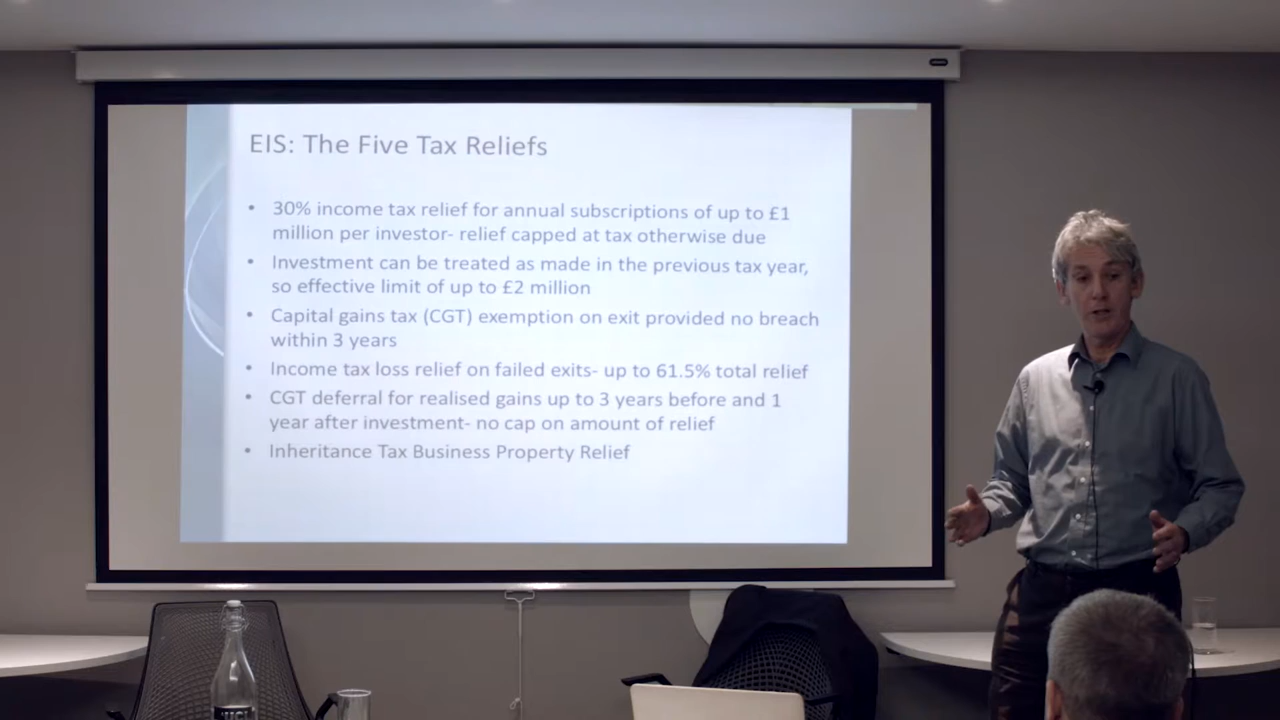 EIS: The Five Tax Reliefs
• 30% income tax relief for annual subscriptions of up to £1
million per investor- relief capped at tax otherwise due
• Investment can be treated as made in the previous tax year,
so effective limit of up to £2 million
• Capital gains tax (CGT) exemption on exit provided no breach
within 3 years
• Income tax loss relief on failed exits- up to 61.5% total relief
• CGT deferral for realised gains up to 3 years before and 1
year after investment- no cap on amount of relief
• Inheritance Tax Business Property Relief